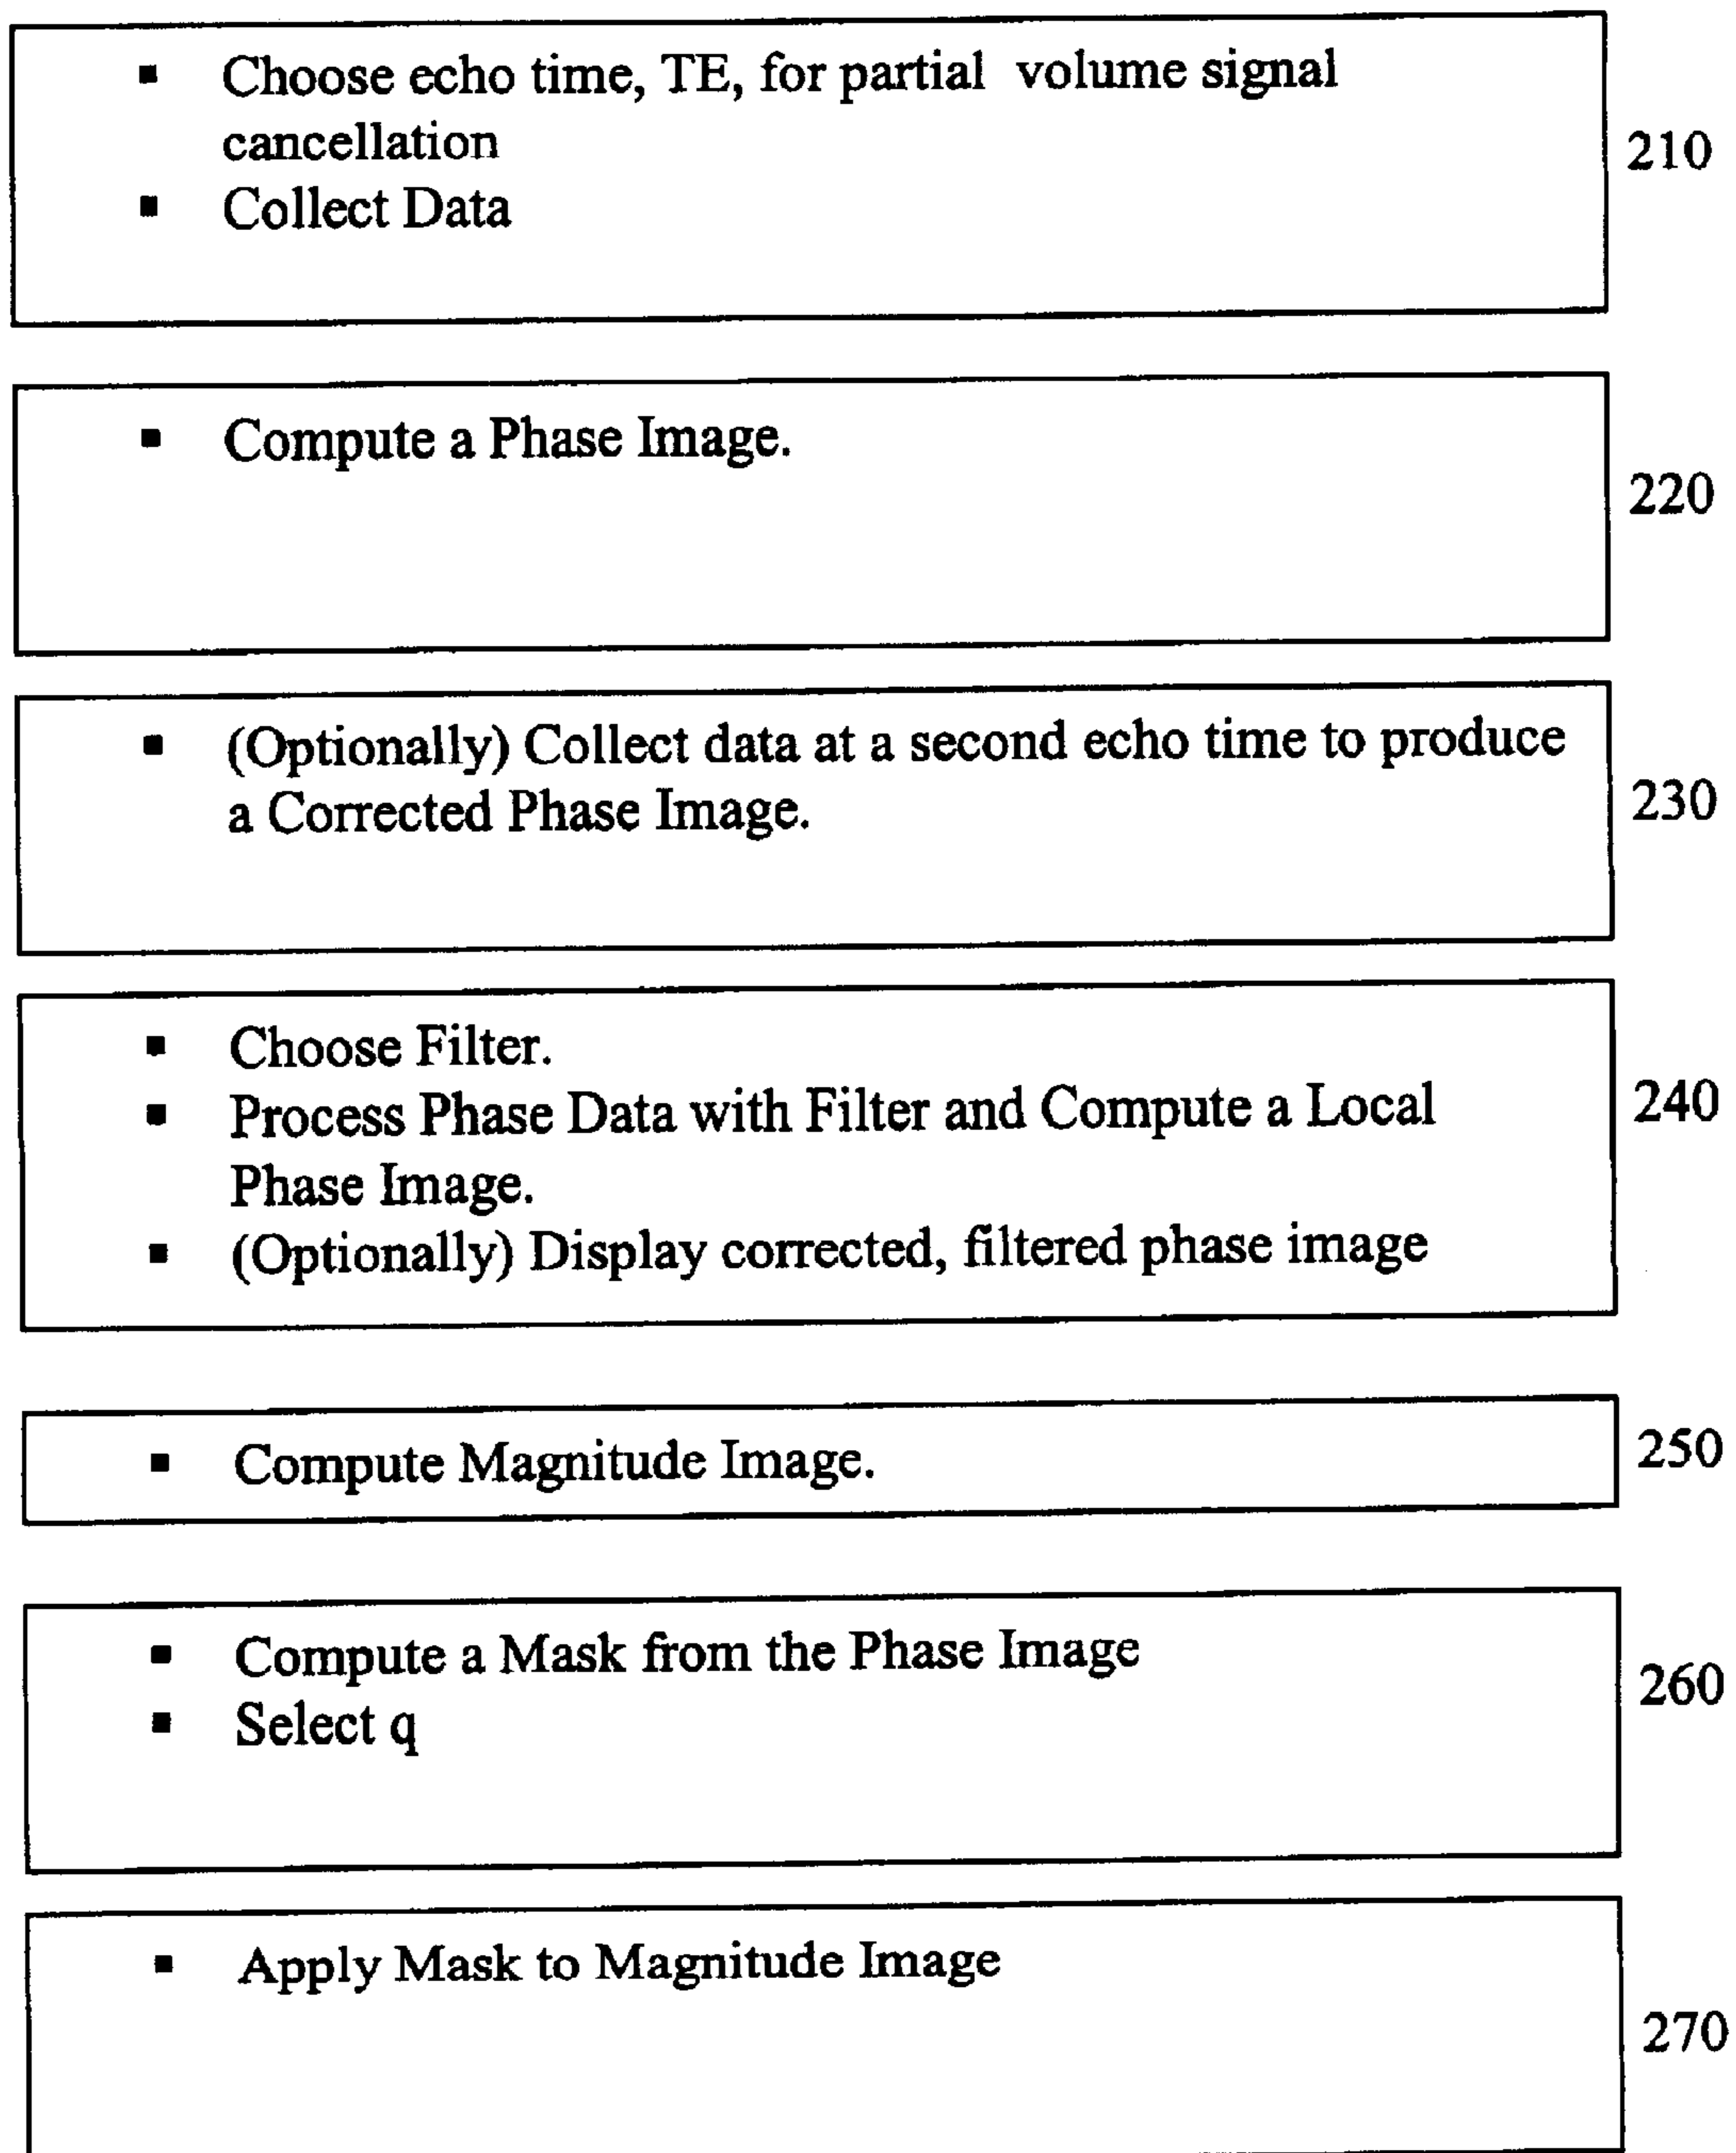 ▪ Choose echo time, TE, for partial volume signal
cancellation
210
▪ Collect Data
▪ Compute a Phase Image.
220
▪ (Optionally) Collect data at a second echo time to produce
a Corrected Phase Image.
230
▪ Choose Filter.
▪ Process Phase Data with Filter and Compute a Local
240
Phase Image.
▪ (Optionally) Display corrected, filtered phase image
▪ Compute Magnitude Image.
250
▪ Compute a Mask from the Phase Image
260
▪ Select q
▪ Apply Mask to Magnitude Image
270